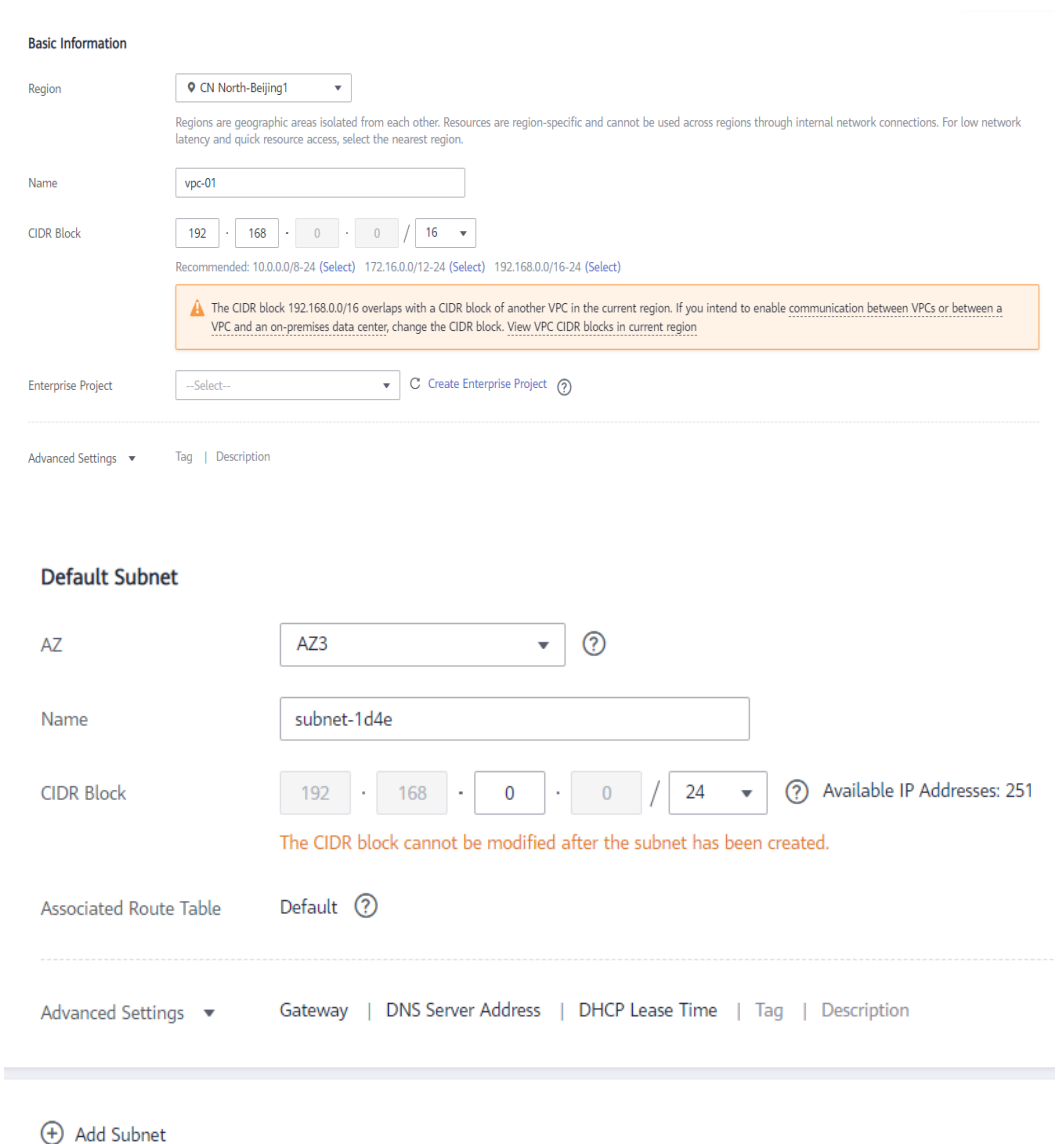 Basic Information
Region CN North-Beijing1
Regions are geographic areas isolated from each other. Resources are region-specific and cannot be used across regions through internal network connections. For low network
latency and quick resource access, select the nearest region.
Name vpc-01
CIDR Block 192 · 168 · 0 · 0 / 16
Recommended: 10.0.0.0/8-24 (Select) 172.16.0.0/12-24 (Select) 192.168.0.0/16-24 (Select)
The CIDR block 192.168.0.0/16 overlaps with a CIDR block of another VPC in the current region. If you intend to enable communication between VPCs or between a
VPC and an on-premises data center, change the CIDR block. View VPC CIDR blocks in current region
Enterprise Project --Select-- Create Enterprise Project ?
Advanced Settings Tag | Description
Default Subnet
AZ AZ3 ?
Name subnet-1d4e
CIDR Block 192 · 168 · 0 · 0 / 24 ? Available IP Addresses: 251
The CIDR block cannot be modified after the subnet has been created.
Associated Route Table Default ?
Advanced Settings Gateway | DNS Server Address | DHCP Lease Time | Tag | Description
Add Subnet